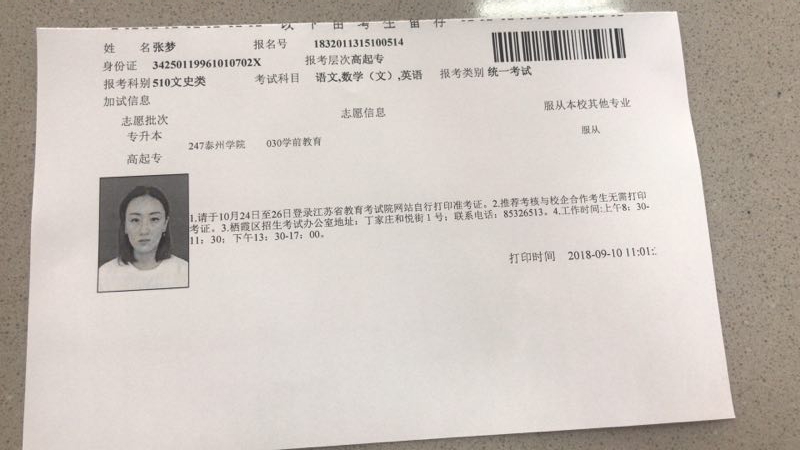 以下由考生留存
姓 名 张梦 报名号 1832011315100514
身份证 34250119961010702X 报考层次 高起专
报考科别 510文史类 考试科目 语文,数学（文）,英语 报考类别 统一考试
加试信息
志愿批次 志愿信息 服从本校其他专业
专升本
247泰州学院 030学前教育 服从
高起专
1.请于10月24日至26日登录江苏省教育考试院网站自行打印准考证。2.推荐考核与校企合作考生无需打印
考证。3.栖霞区招生考试办公室地址：丁家庄和悦街1号；联系电话：85326513。4.工作时间:上午8：30-
11：30；下午13：30-17：00。
打印时间 2018-09-10 11:01: